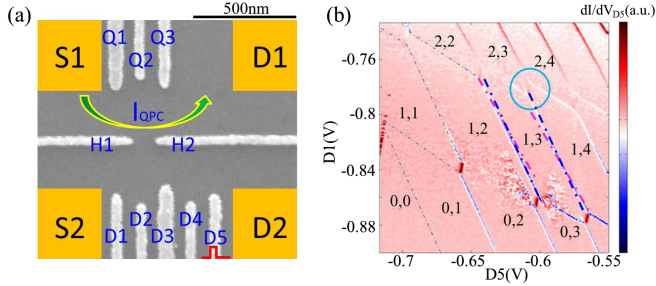 (a)
500nm
S1
Q1
Q2
Q3
D1
IQPC
H1
H2
S2
D1
D2
D3
D4
D5
D2
(b)
dI/dVD5(a.u.)
D1(V)
-0.76
-0.8
-0.84
-0.88
2,2
2,3
2,4
1,1
1,2
1,3
1,4
0,0
0,1
0,2
0,3
-0.7
-0.65
-0.6
-0.55
D5(V)